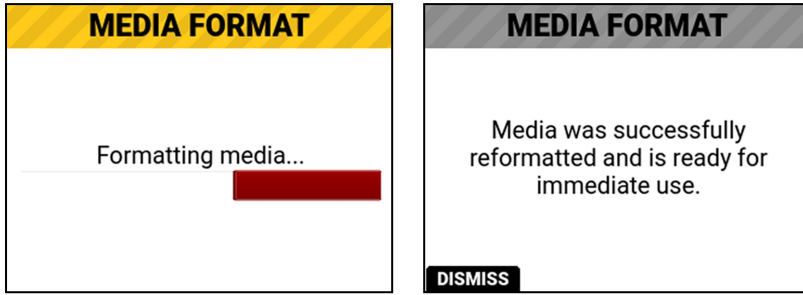 MEDIA FORMAT
Formatting media...
MEDIA FORMAT
Media was successfully
reformatted and is ready for
immediate use.
DISMISS